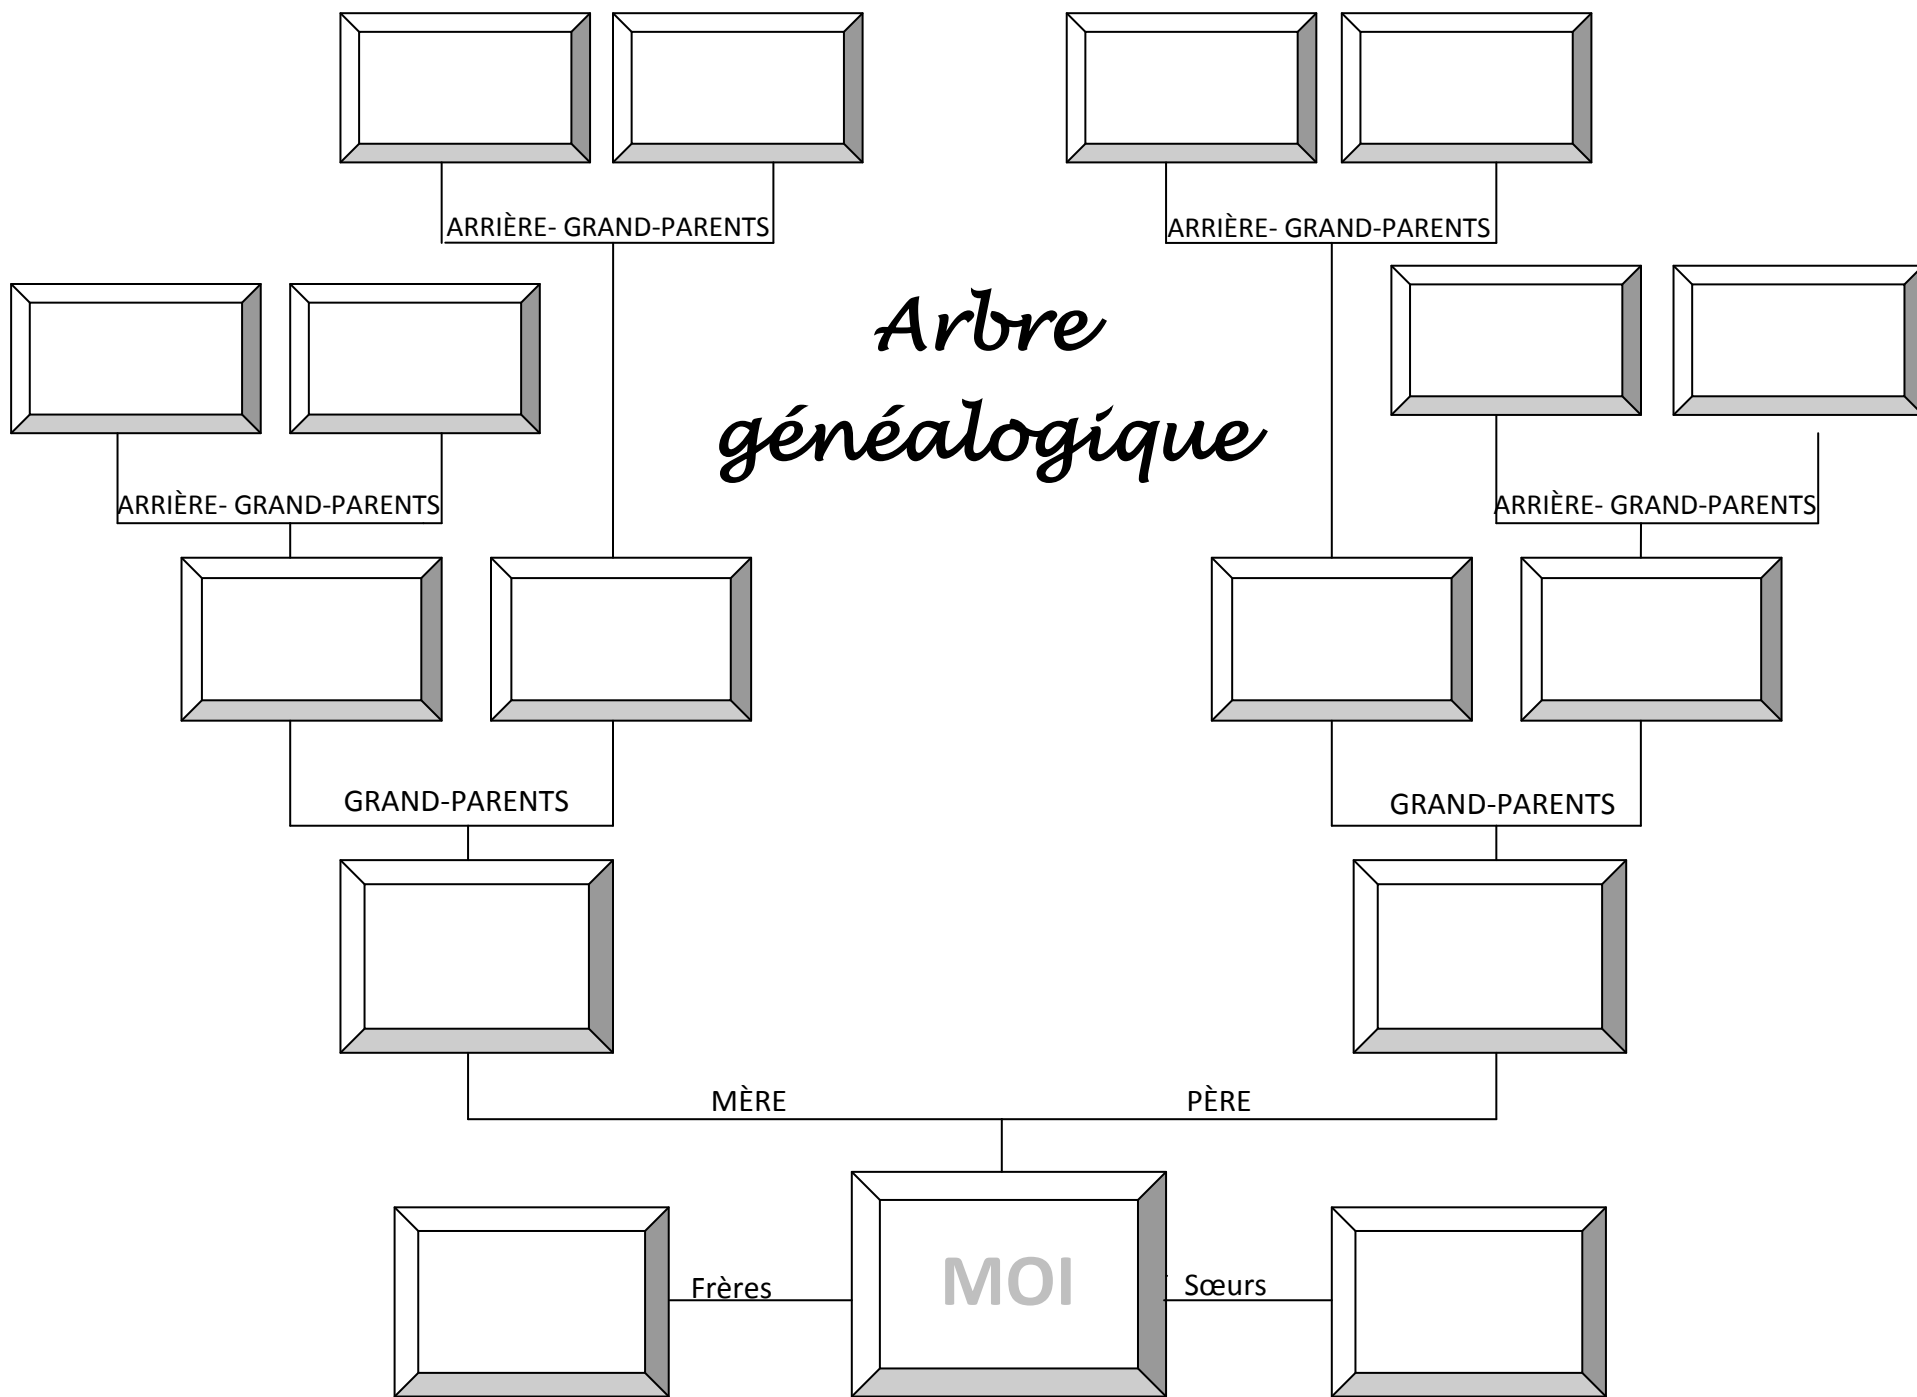 ARRIÈRE- GRAND-PARENTS
ARRIÈRE- GRAND-PARENTS
Arbre
généalogique
ARRIÈRE- GRAND-PARENTS
ARRIÈRE- GRAND-PARENTS
GRAND-PARENTS
GRAND-PARENTS
MÈRE
PÈRE
Frères
MOI
Sœurs